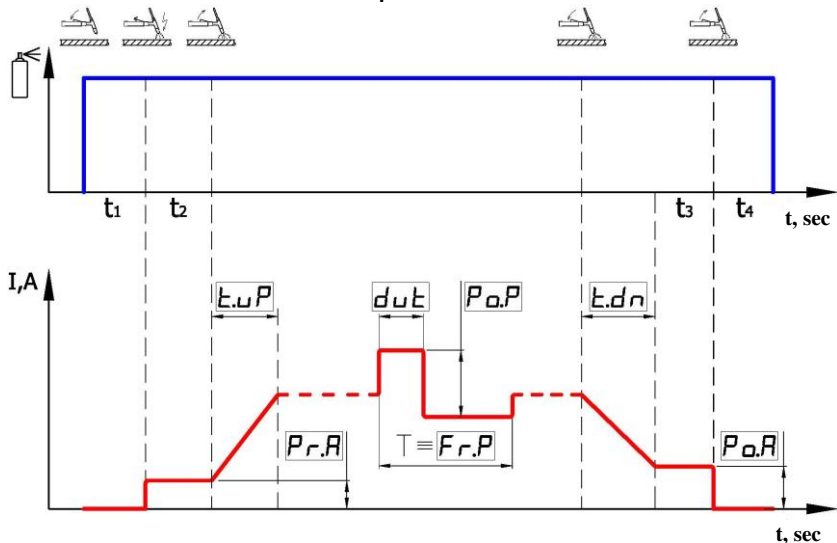 t1 t2 t3 t4 t, sec
I,A
t.uP dut Po.P t.dn
Pr.A T ≡ Fr.P Po.A
t, sec